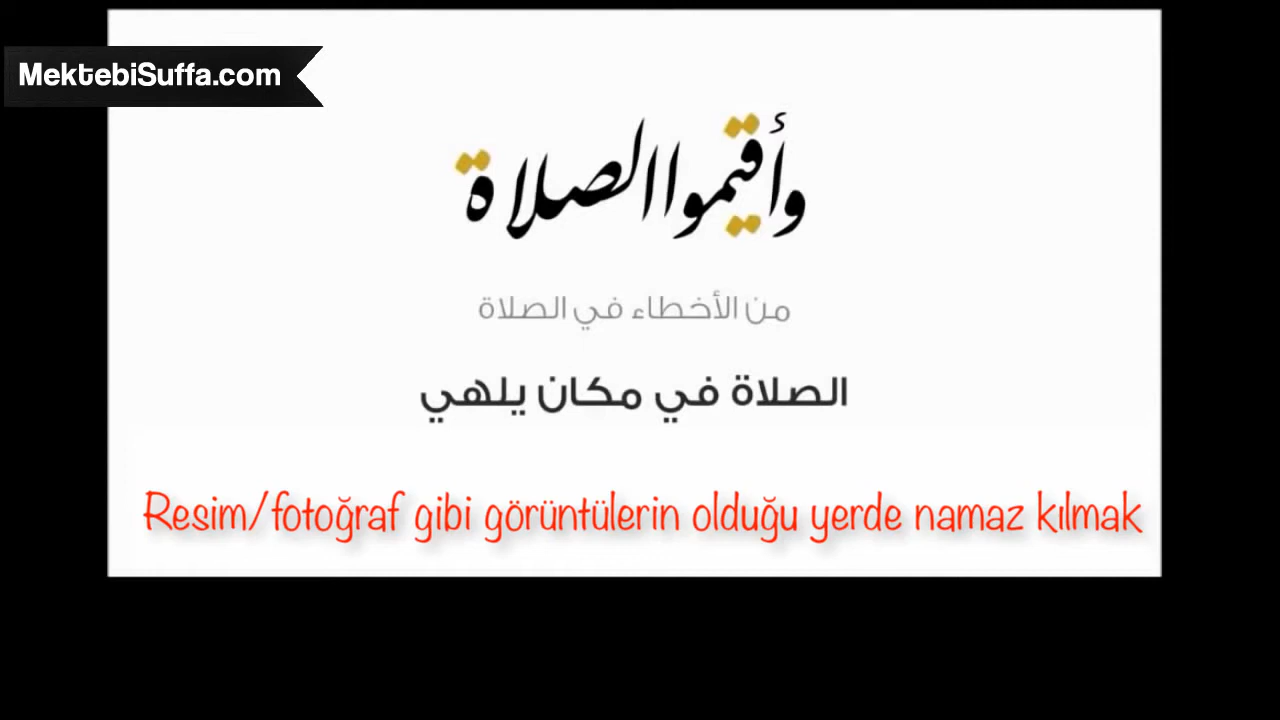 MektebiSuffa.com
وأقيموا الصلاة
من الأخطاء في الصلاة
الصلاة في مكان يلهي
Resim/fotoğraf gibi görüntülerin olduğu yerde namaz kılmak